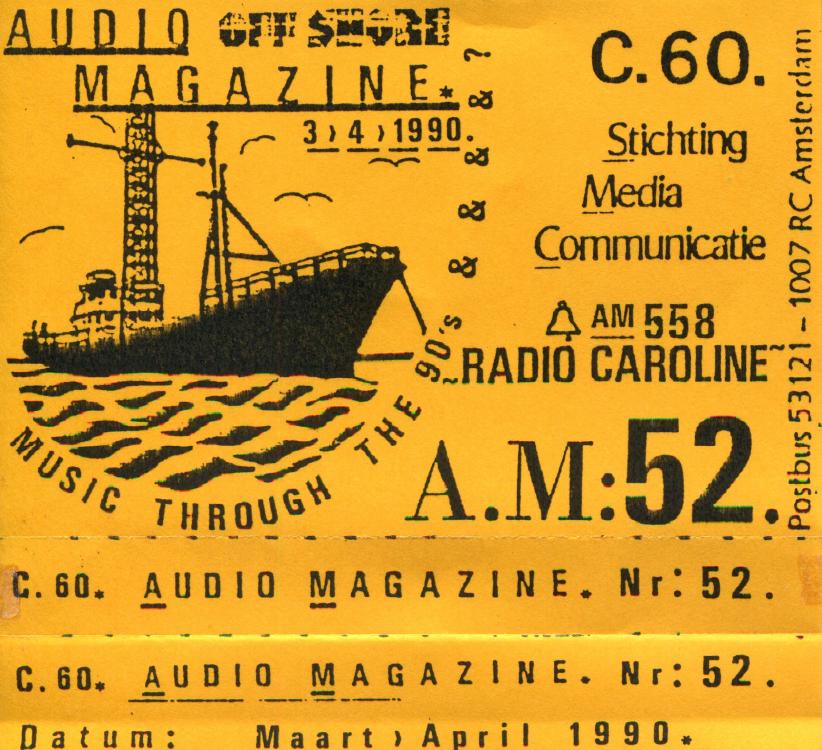 AUDIO OFF SHORE
MAGAZINE.*
3›4›1990.
MUSIC THROUGH THE 90's & & & & ?
C.60.
Stichting
Media
Communicatie
AM 558
~RADIO CAROLINE~
A.M:52.
Postbus 53121 - 1007 RC Amsterdam
C.60* AUDIO MAGAZINE.* Nr: 52.
C.60* AUDIO MAGAZINE. Nr: 52.
Datum: Maart › April 1990.*